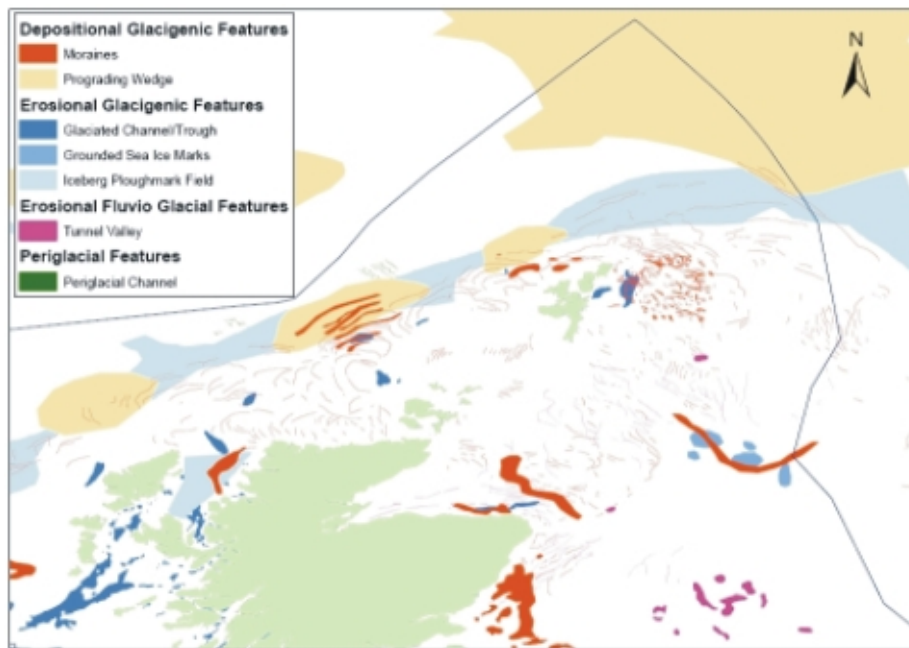 Depositional Glacigenic Features
Moraines
Prograding Wedge
Erosional Glacigenic Features
Glaciated Channel/Trough
Grounded Sea Ice Marks
Iceberg Ploughmark Field
Erosional Fluvio Glacial Features
Tunnel Valley
Periglacial Features
Periglacial Channel
N